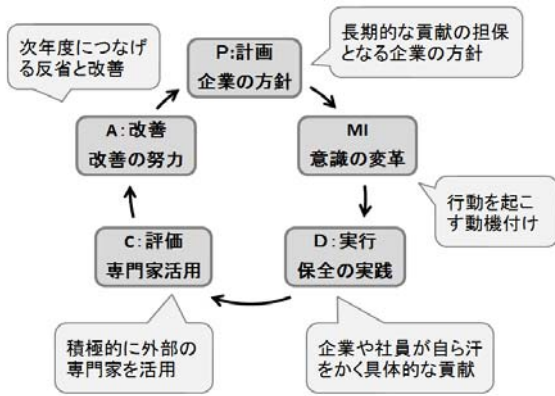 次年度につなげ
る反省と改善
P:計画
企業の方針
長期的な貢献の担保
となる企業の方針
A:改善
改善の努力
MI
意識の変革
行動を起こ
す動機付け
C:評価
専門家活用
D:実行
保全の実践
積極的に外部の
専門家を活用
企業や社員が自ら汗
をかく具体的な貢献